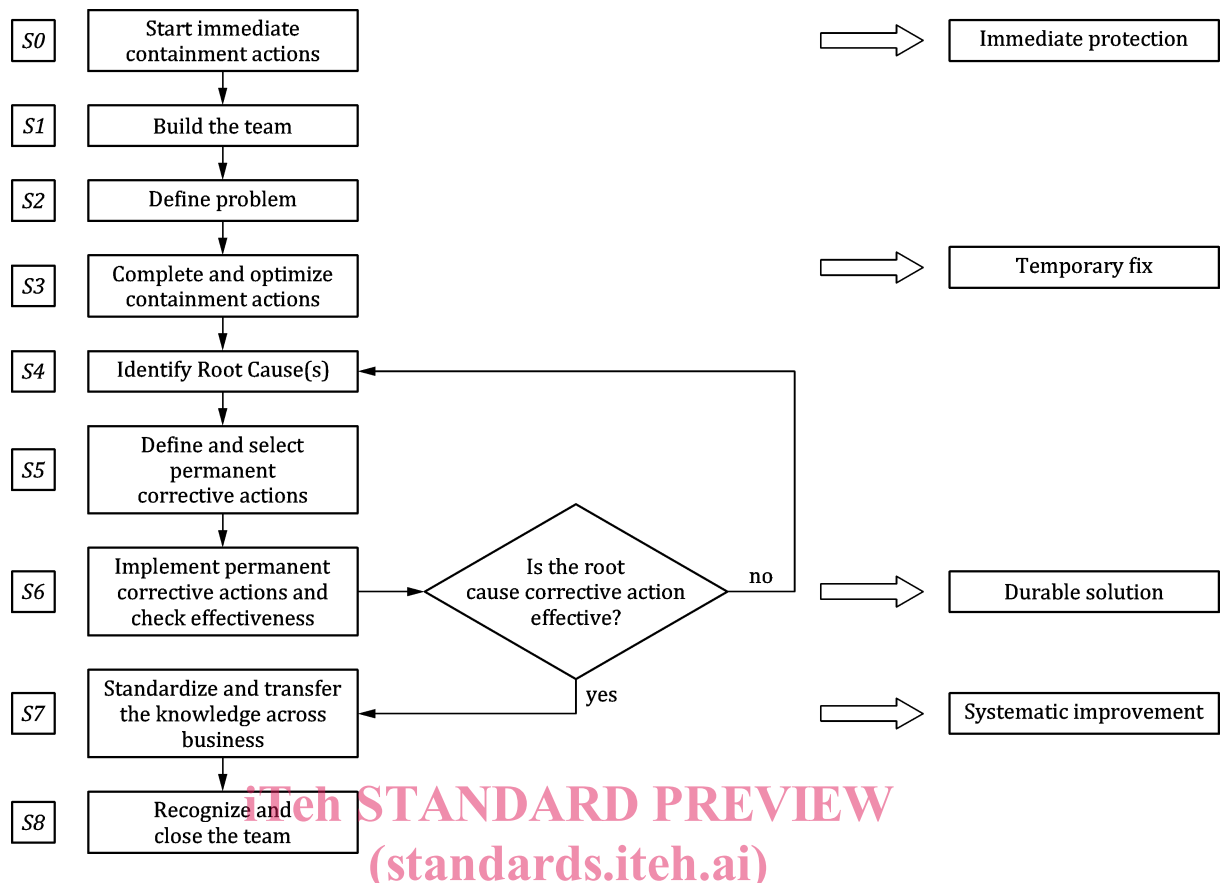 S0
Start immediate
containment actions
Immediate protection
S1
Build the team
S2
Define problem
S3
Complete and optimize
containment actions
Temporary fix
S4
Identify Root Cause(s)
S5
Define and select
permanent
corrective actions
S6
Implement permanent
corrective actions and
check effectiveness
Is the root
cause corrective action
effective?
no
yes
Durable solution
S7
Standardize and transfer
the knowledge across
business
Systematic improvement
S8
Recognize and
close the team
iTeh STANDARD PREVIEW
(standards.iteh.ai)